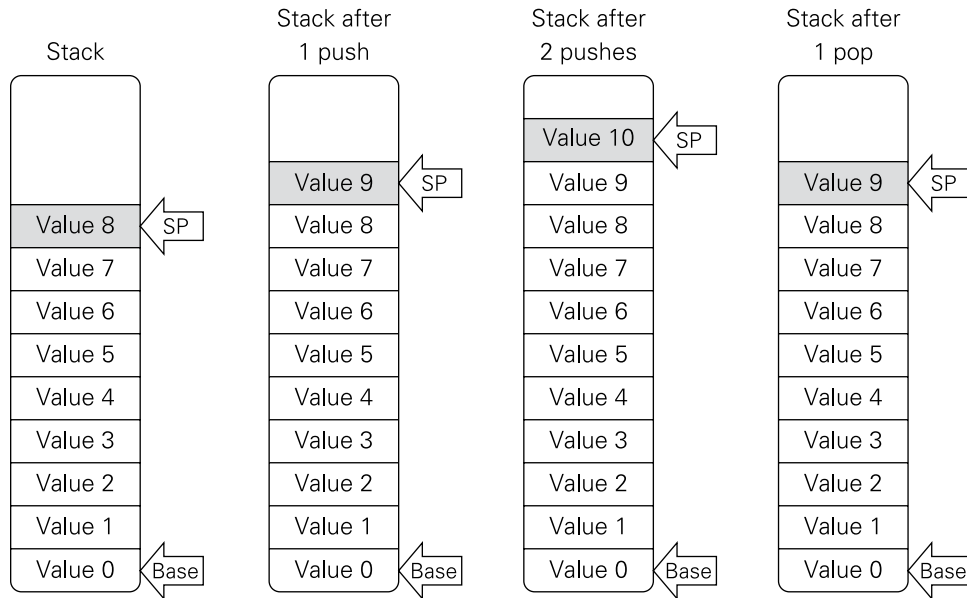 Stack
Value 8
SP
Value 7
Value 6
Value 5
Value 4
Value 3
Value 2
Value 1
Value 0
Base
Stack after
1 push
Value 9
SP
Value 8
Value 7
Value 6
Value 5
Value 4
Value 3
Value 2
Value 1
Value 0
Base
Stack after
2 pushes
Value 10
SP
Value 9
Value 8
Value 7
Value 6
Value 5
Value 4
Value 3
Value 2
Value 1
Value 0
Base
Stack after
1 pop
Value 9
SP
Value 8
Value 7
Value 6
Value 5
Value 4
Value 3
Value 2
Value 1
Value 0
Base